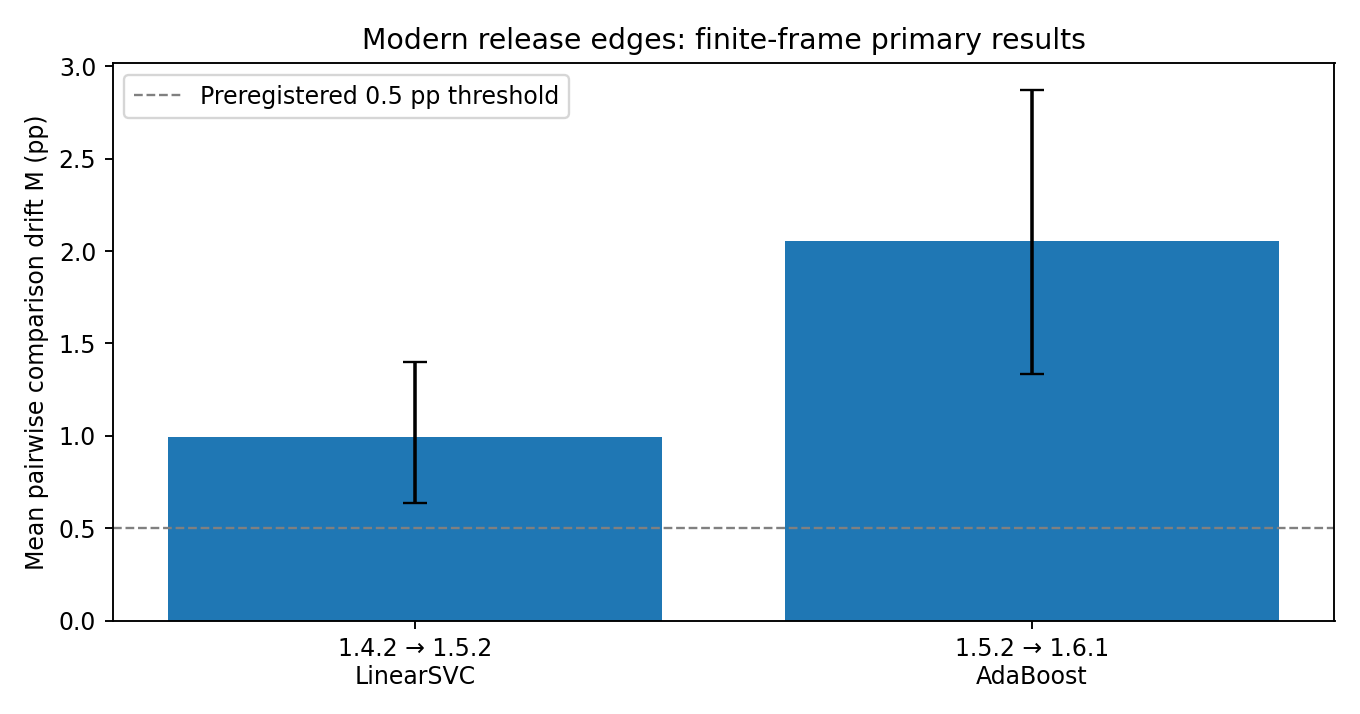 Modern release edges: finite-frame primary results
Preregistered 0.5 pp threshold
Mean pairwise comparison drift M (pp)
3.0
2.5
2.0
1.5
1.0
0.5
0.0
1.4.2 → 1.5.2
LinearSVC
1.5.2 → 1.6.1
AdaBoost